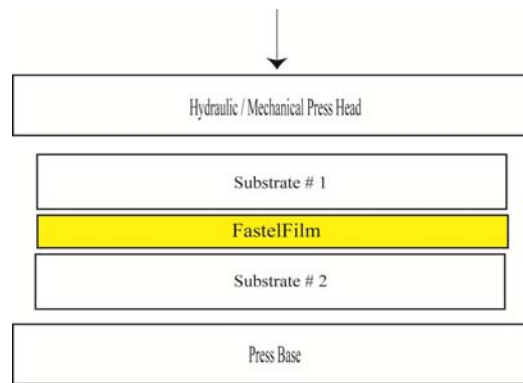 Hydraulic / Mechanical Press Head
Substrate # 1
FastelFilm
Substrate # 2
Press Base